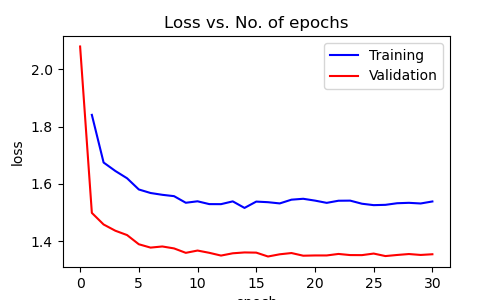 Loss vs. No. of epochs
Training
Validation
loss
2.0
1.8
1.6
1.4
0 5 10 15 20 25 30
epoch